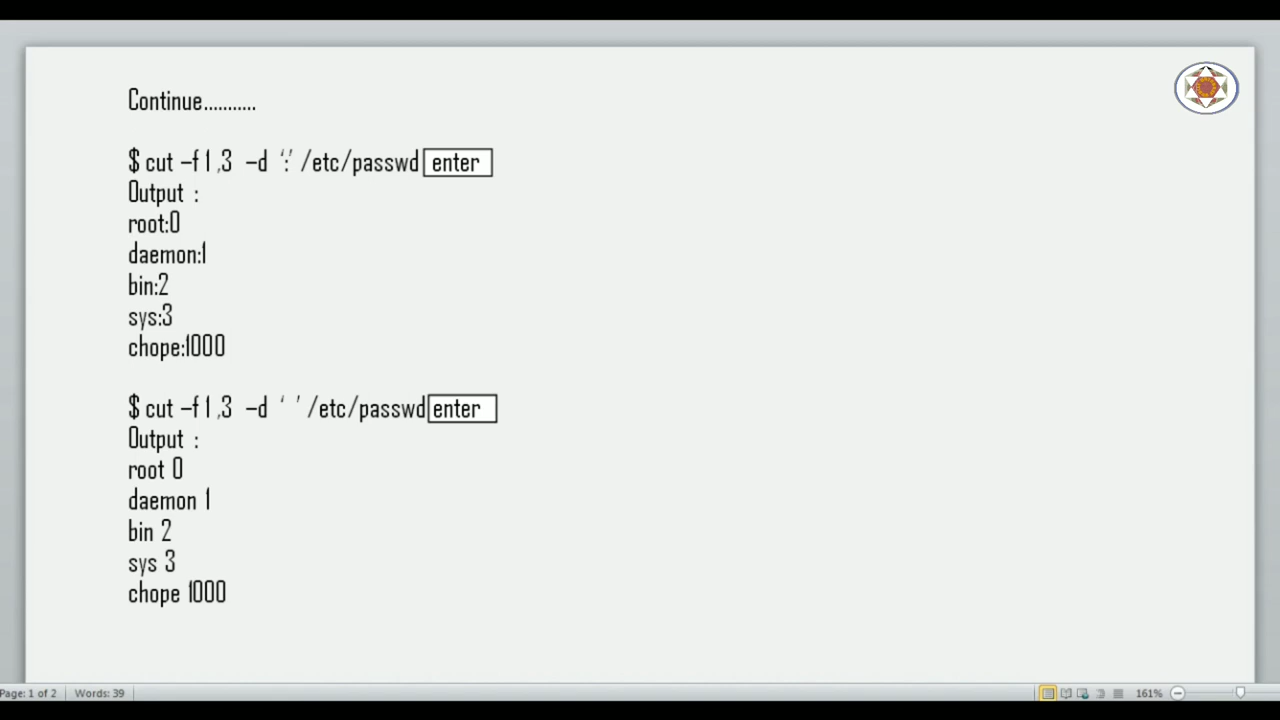 Continue...........
$ cut –f 1 ,3 –d ‘:’ /etc/passwd enter
Output :
root:0
daemon:1
bin:2
sys:3
chope:1000
$ cut –f 1 ,3 –d ‘ ’ /etc/passwd enter
Output :
root 0
daemon 1
bin 2
sys 3
chope 1000
Page: 1 of 2 Words: 39 161%